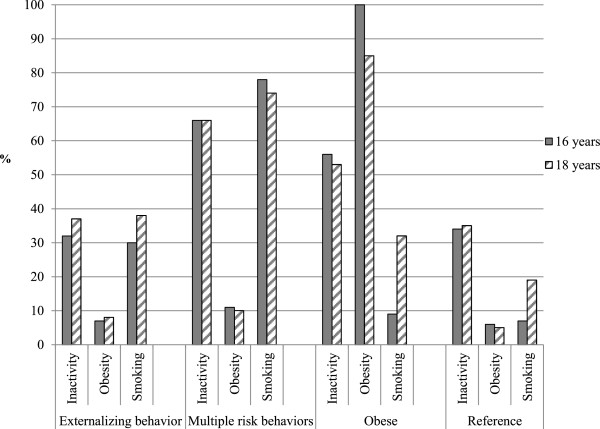 100
90
80
70
60
50
40
30
20
10
0
%
16 years
18 years
Inactivity
Obesity
Smoking
Inactivity
Obesity
Smoking
Inactivity
Obesity
Smoking
Inactivity
Obesity
Smoking
Externalizing behavior
Multiple risk behaviors
Obese
Reference